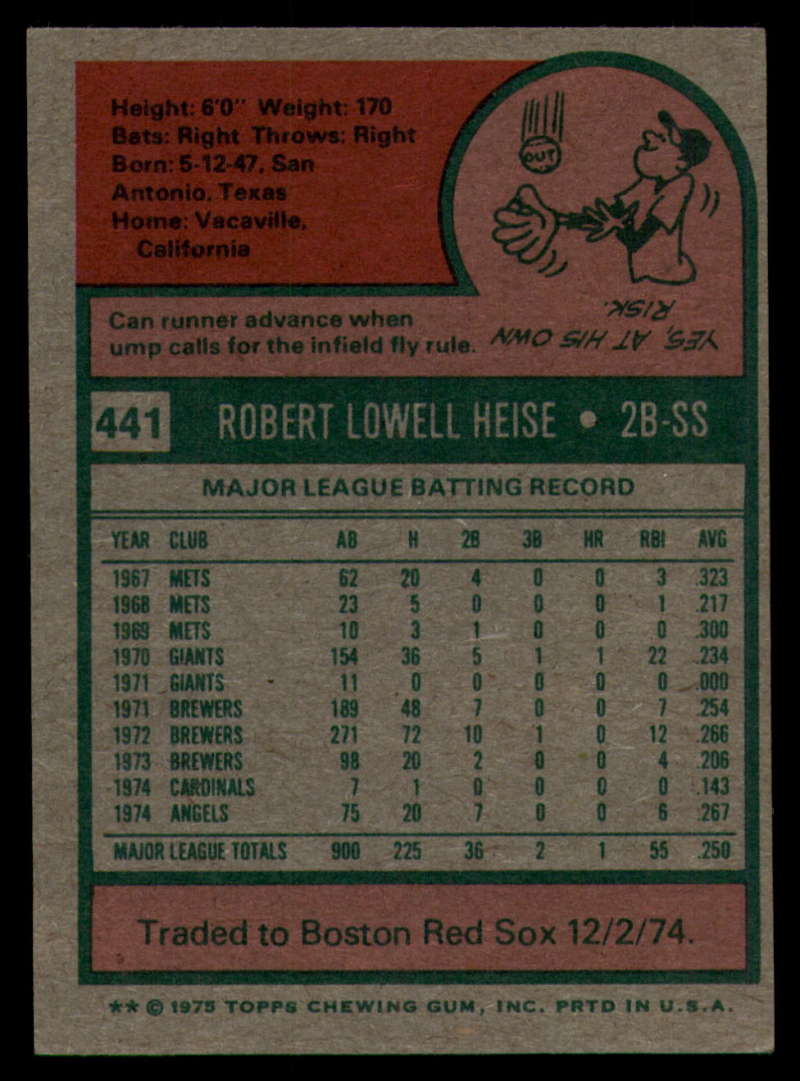 Height: 6'0" Weight: 170
Bats: Right Throws: Right
Born: 5-12-47, San
Antonio, Texas
Home: Vacaville,
California
OUT
Can runner advance when
ump calls for the infield fly rule.
YES, AT HIS OWN
RISK.
441 ROBERT LOWELL HEISE • 2B-SS
MAJOR LEAGUE BATTING RECORD
YEAR CLUB AB H 2B 3B HR RBI AVG
1967 METS 62 20 4 0 0 3 .323
1968 METS 23 5 0 0 0 1 .217
1969 METS 10 3 1 0 0 0 .300
1970 GIANTS 154 36 5 1 1 22 .234
1971 GIANTS 11 0 0 0 0 0 .000
1971 BREWERS 189 48 7 0 0 7 .254
1972 BREWERS 271 72 10 1 0 12 .266
1973 BREWERS 98 20 2 0 0 4 .206
1974 CARDINALS 7 1 0 0 0 0 .143
1974 ANGELS 75 20 7 0 0 6 .267
MAJOR LEAGUE TOTALS 900 225 36 2 1 55 .250
Traded to Boston Red Sox 12/2/74.
** © 1975 TOPPS CHEWING GUM, INC. PRTD IN U.S.A.